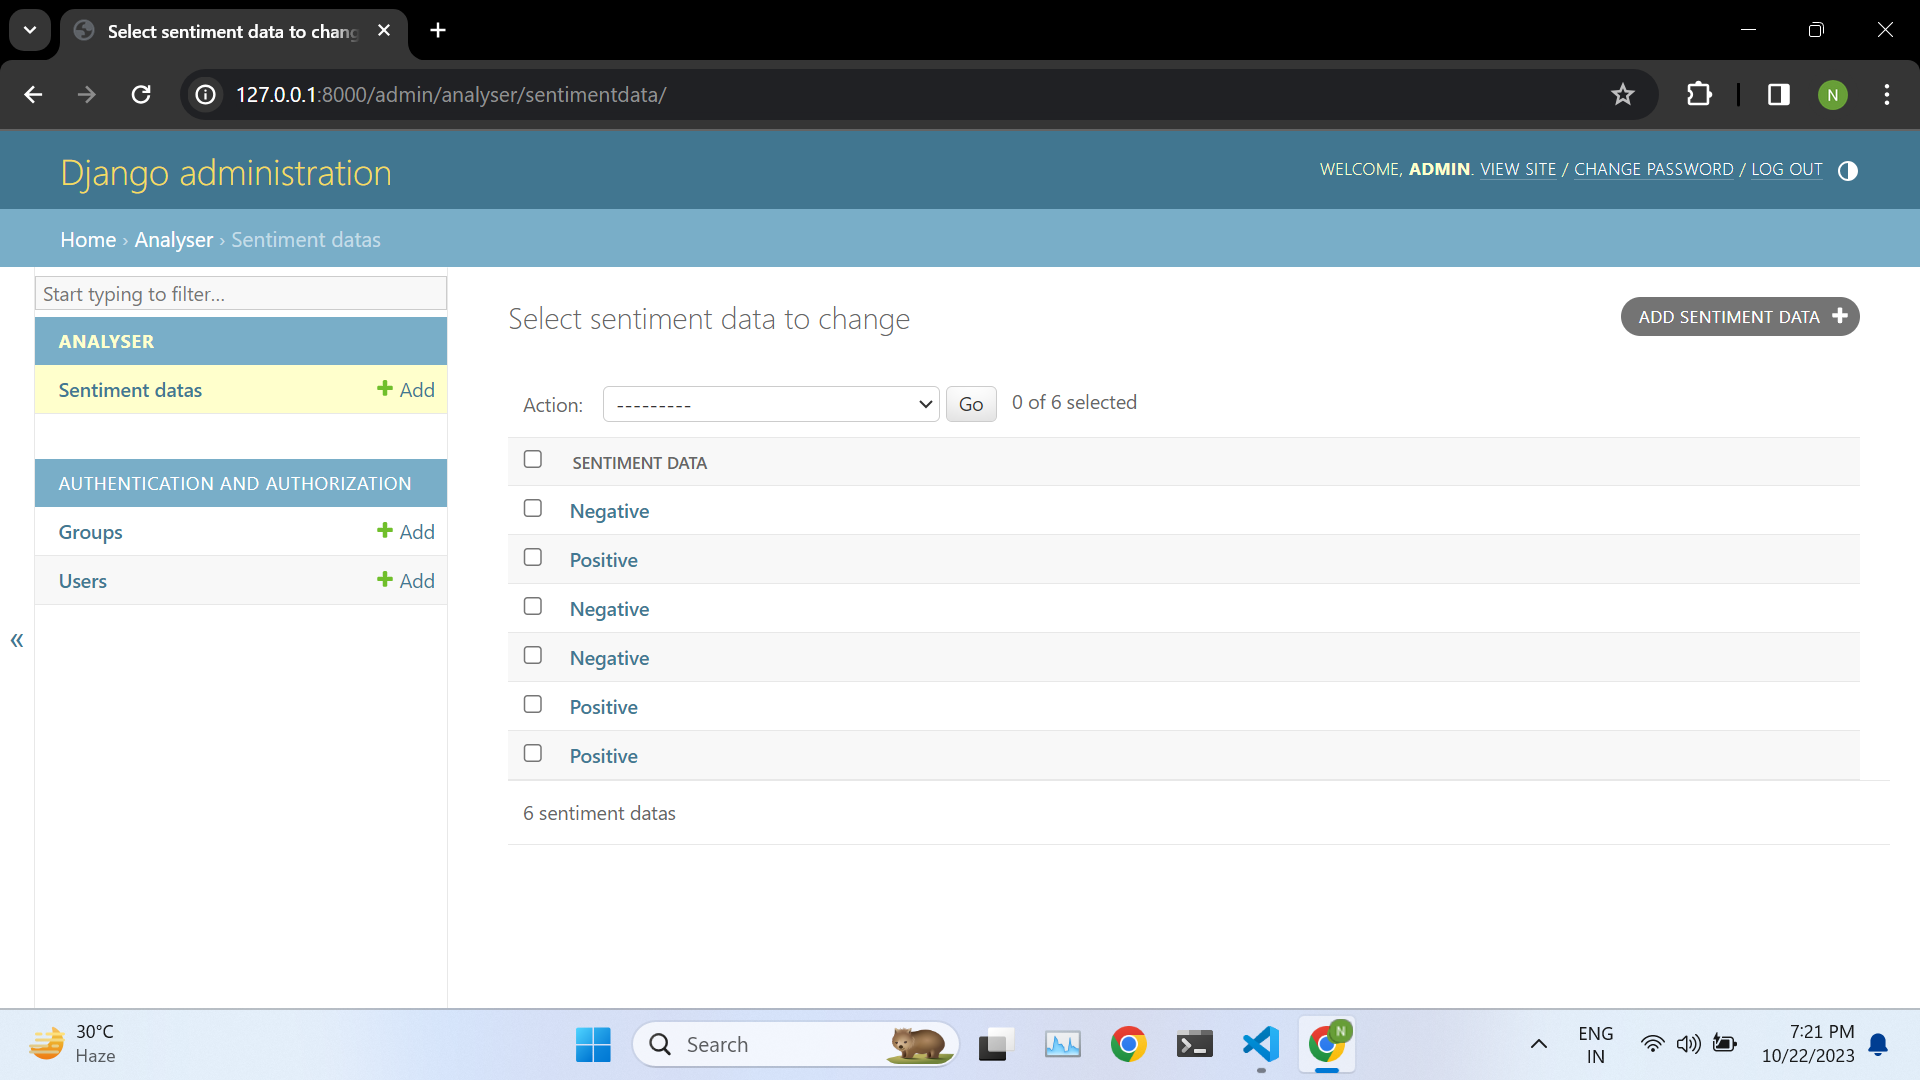 Select sentiment data to chang
127.0.0.1:8000/admin/analyser/sentimentdata/
N
Django administration
WELCOME, ADMIN. VIEW SITE / CHANGE PASSWORD / LOG OUT
Home › Analyser › Sentiment datas
Start typing to filter...
ANALYSER
Sentiment datas
Add
AUTHENTICATION AND AUTHORIZATION
Groups
Add
Users
Add
«
Select sentiment data to change
ADD SENTIMENT DATA
Action:
---------
Go
0 of 6 selected
SENTIMENT DATA
Negative
Positive
Negative
Negative
Positive
Positive
6 sentiment datas
30°C
Haze
Search
N
ENG
IN
7:21 PM
10/22/2023